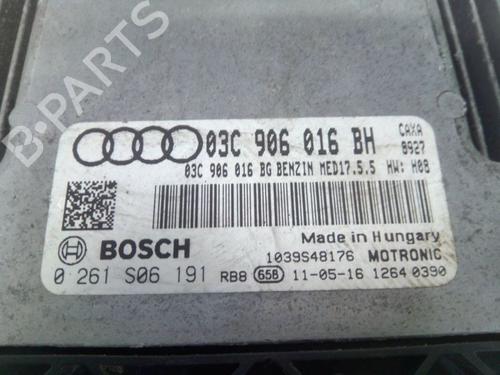 B-PARTS
03C 906 016 BH CAXA
8927
03C 906 016 BG BENZIN MED17.5.5 HW: H08
BOSCH
Made in Hungary
1039S48176 MOTRONIC
0 261 S06 191 RB8 658 11-05-16 1264 0390